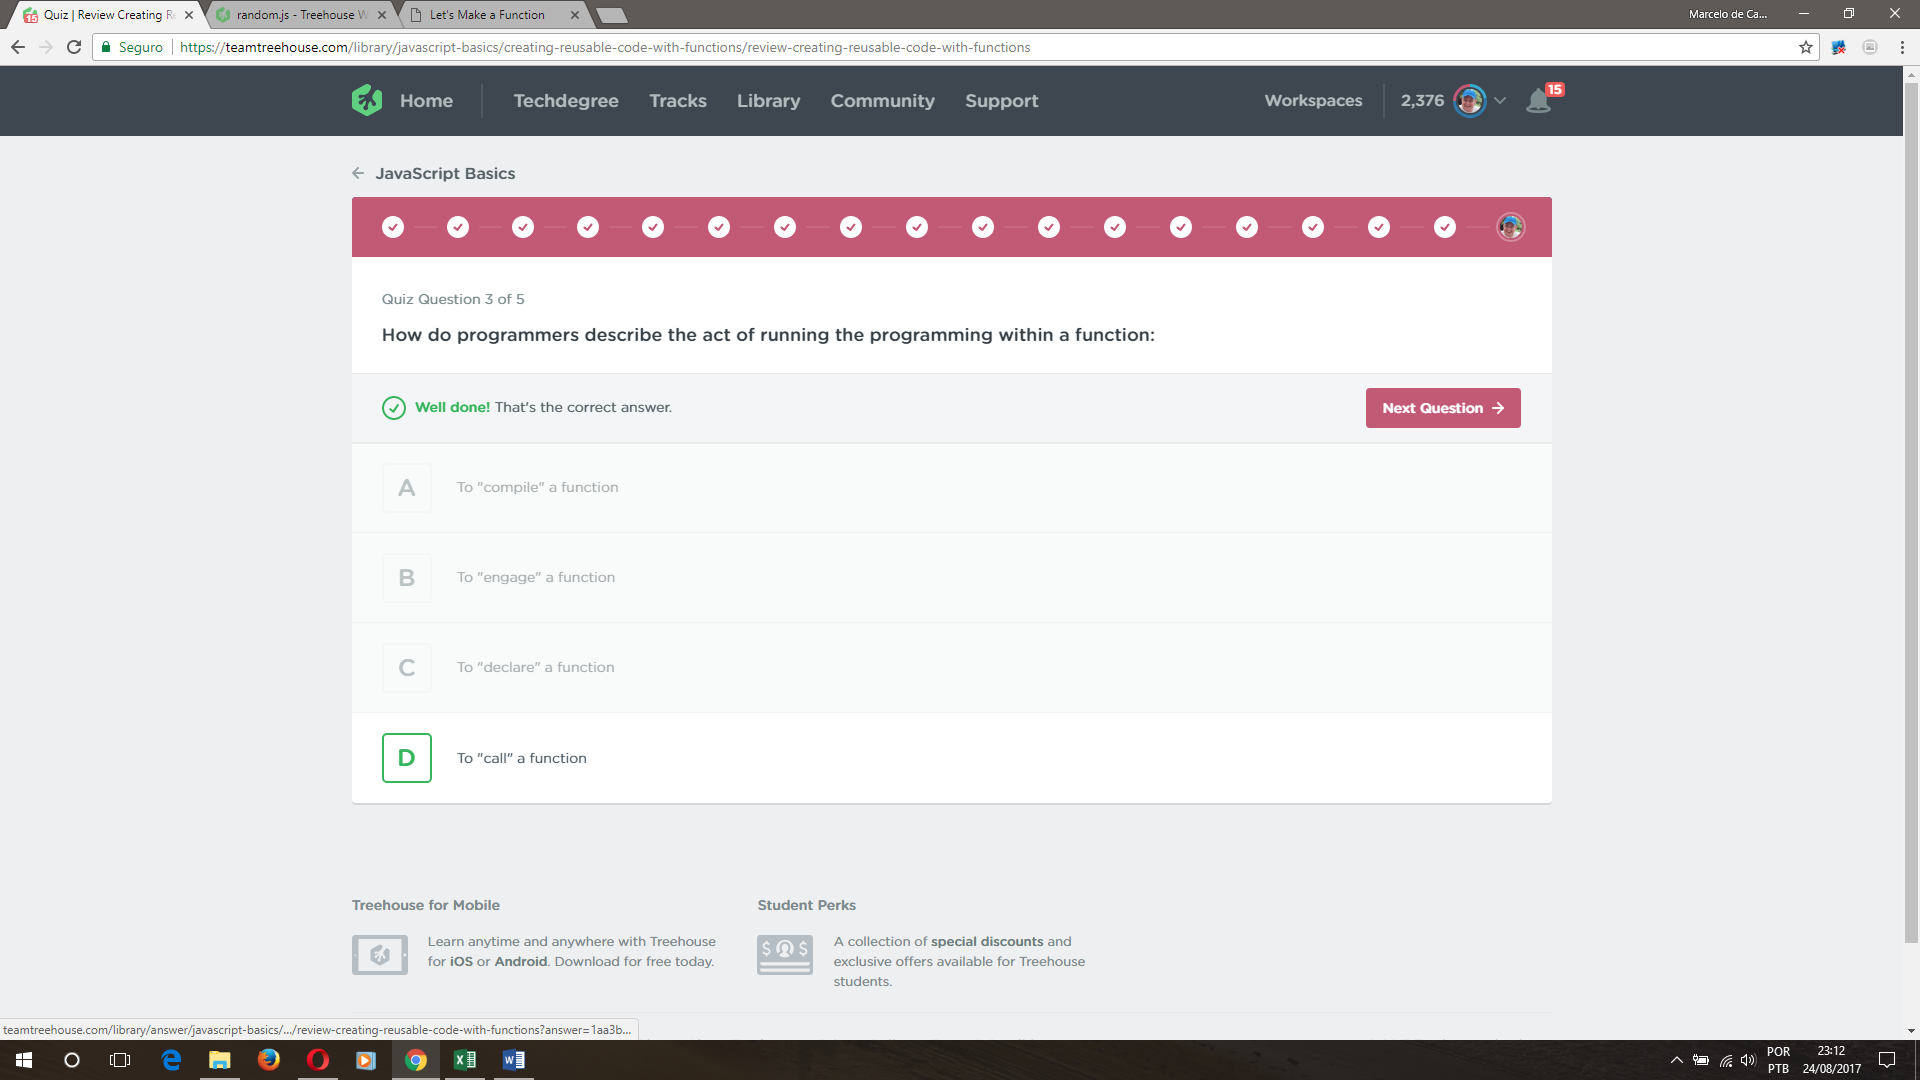 Quiz | Review Creating Re
random.js - Treehouse W
Let's Make a Function
Marcelo de Ca...
Seguro
https://teamtreehouse.com/library/javascript-basics/creating-reusable-code-with-functions/review-creating-reusable-code-with-functions
Home
Techdegree
Tracks
Library
Community
Support
Workspaces
2,376
15
JavaScript Basics
Quiz Question 3 of 5
How do programmers describe the act of running the programming within a function:
Well done! That's the correct answer.
Next Question
A
To "compile" a function
B
To "engage" a function
C
To "declare" a function
D
To "call" a function
Treehouse for Mobile
Learn anytime and anywhere with Treehouse
for iOS or Android. Download for free today.
Student Perks
A collection of special discounts and
exclusive offers available for Treehouse
students.
teamtreehouse.com/library/answer/javascript-basics/.../review-creating-reusable-code-with-functions?answer=1aa3b...
POR
PTB
23:12
24/08/2017